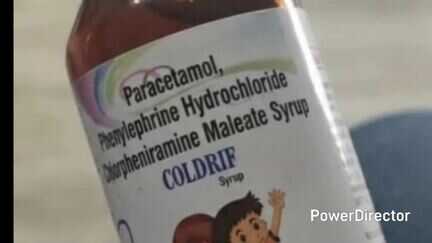 Paracetamol,
Phenylephrine Hydrochloride
Chlorpheniramine Maleate Syrup
COLDRIF
Syrup
PowerDirector